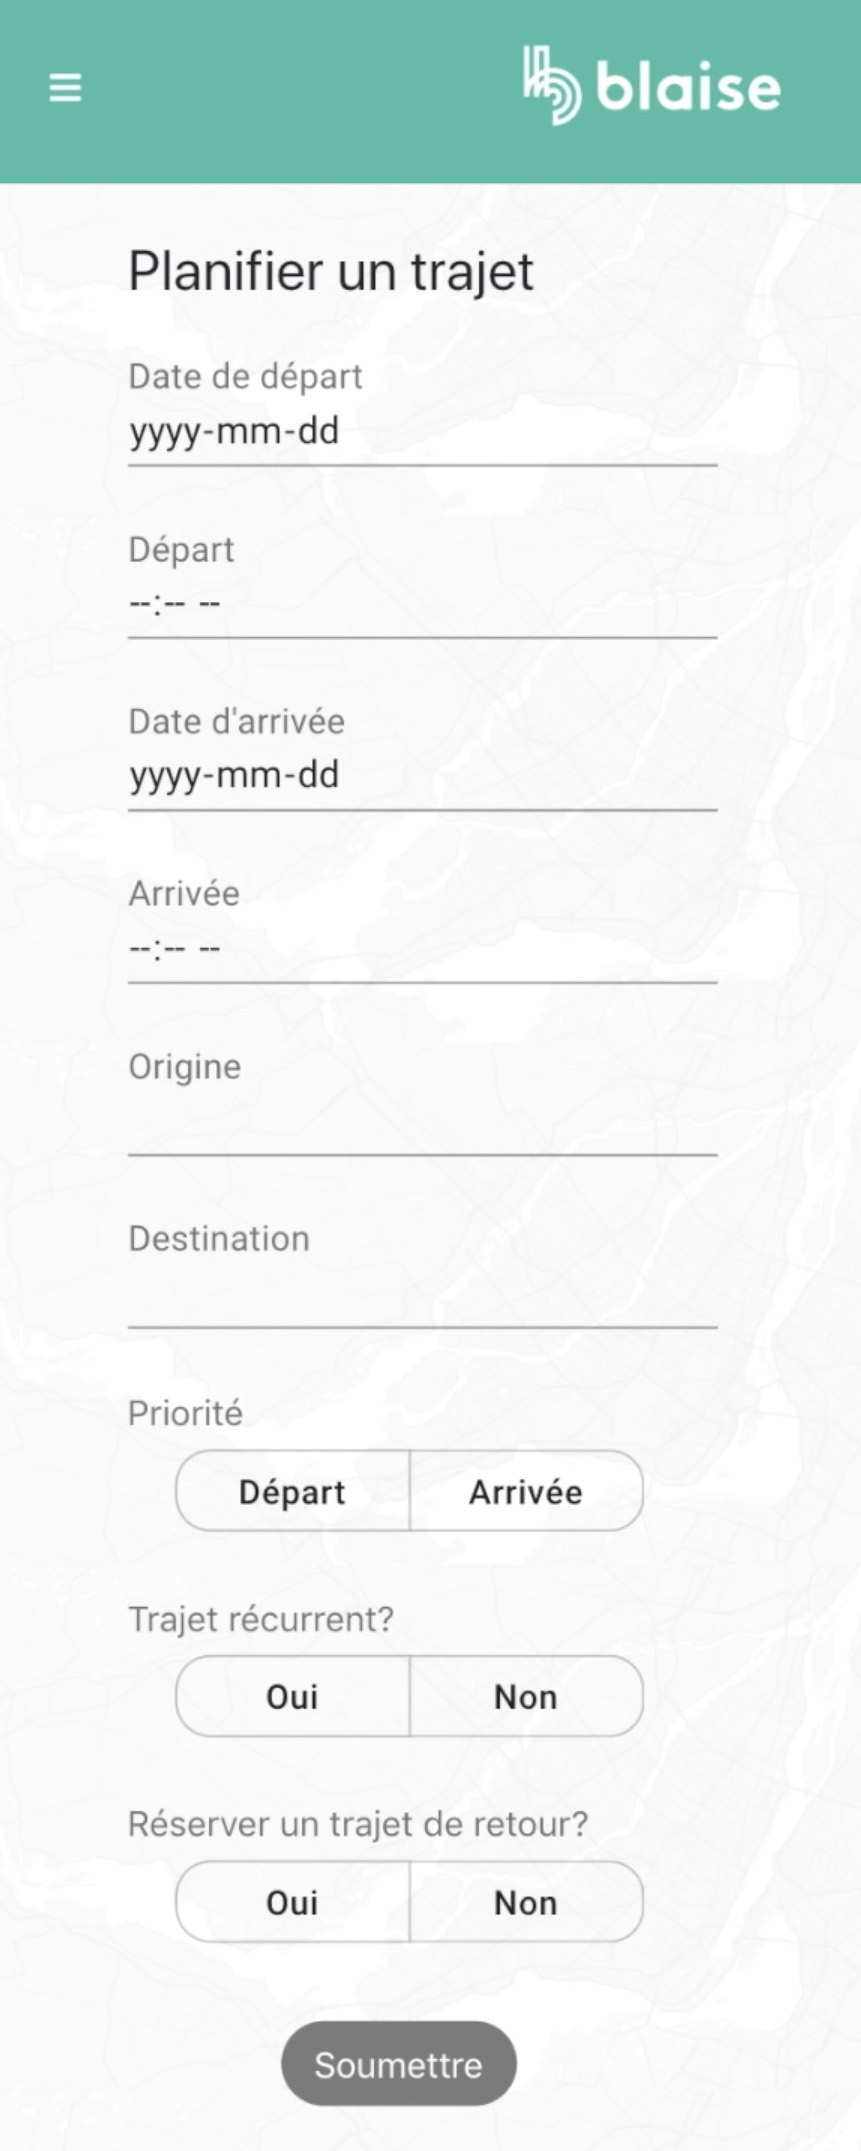 blaise
Planifier un trajet
Date de départ
yyyy-mm-dd
Départ
--:-- --
Date d'arrivée
yyyy-mm-dd
Arrivée
--:-- --
Origine
Destination
Priorité
Départ Arrivée
Trajet récurrent?
Oui Non
Réserver un trajet de retour?
Oui Non
Soumettre